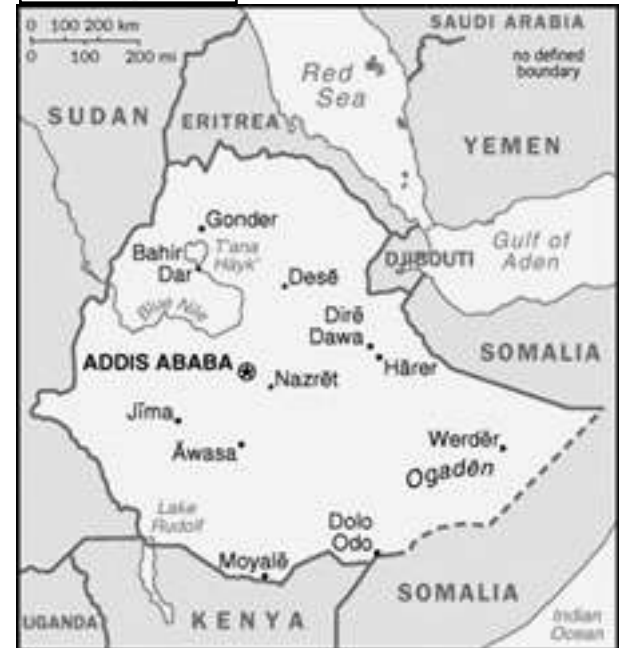 0 100 200 km
0 100 200 mi
SAUDI ARABIA
no defined
boundary
Red
Sea
SUDAN
ERITREA
YEMEN
Gonder
T'ana
Hāyk'
Bahir
Dar
DJIBOUTI
Gulf of
Aden
Desē
Blue Nile
Dirē
Dawa
ADDIS ABABA
Hārer
SOMALIA
Nazrēt
Jīma
Āwasa
Werdēr
Ogadēn
Lake
Rudolf
Dolo
Odo
Moyalē
SOMALIA
UGANDA
KENYA
Indian
Ocean